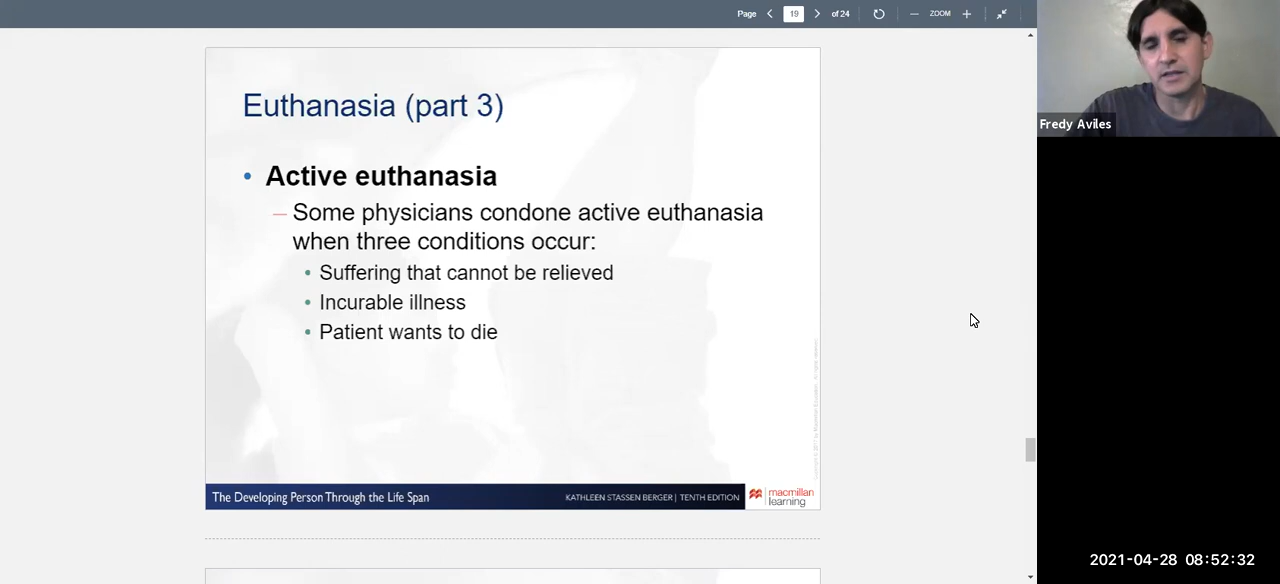 Page 19 of 24 ZOOM
Euthanasia (part 3)
• Active euthanasia
– Some physicians condone active euthanasia
when three conditions occur:
• Suffering that cannot be relieved
• Incurable illness
• Patient wants to die
The Developing Person Through the Life Span
KATHLEEN STASSEN BERGER | TENTH EDITION
macmillan
learning
Fredy Aviles
2021-04-28 08:52:32